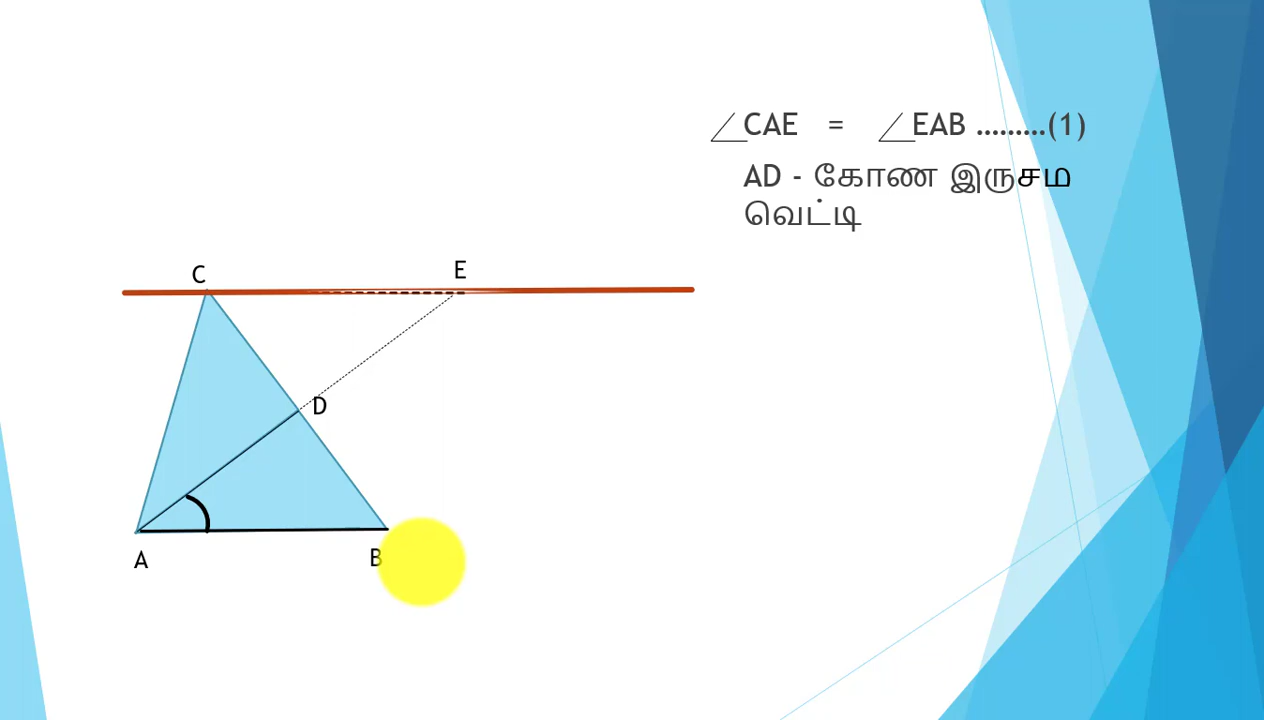 ∠CAE = ∠EAB .........(1)
AD - கோண இருசம
வெட்டி
C
E
D
A
B